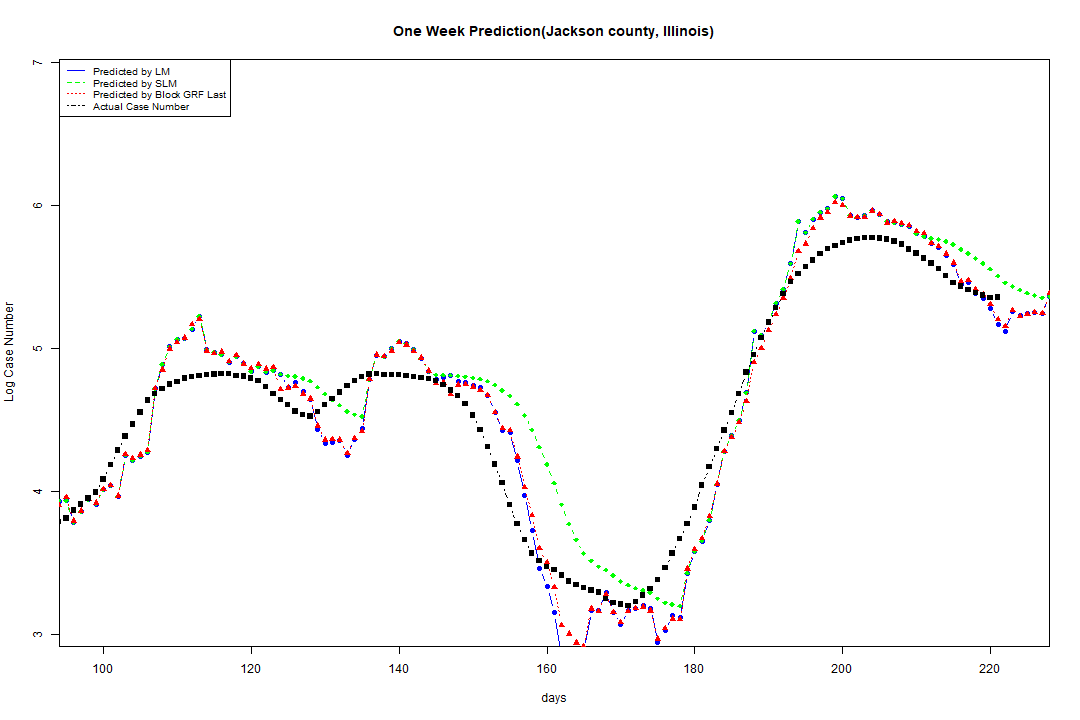 One Week Prediction(Jackson county, Illinois)
Predicted by LM
Predicted by SLM
Predicted by Block GRF Last
Actual Case Number
7
6
5
4
3
Log Case Number
100 120 140 160 180 200 220
days